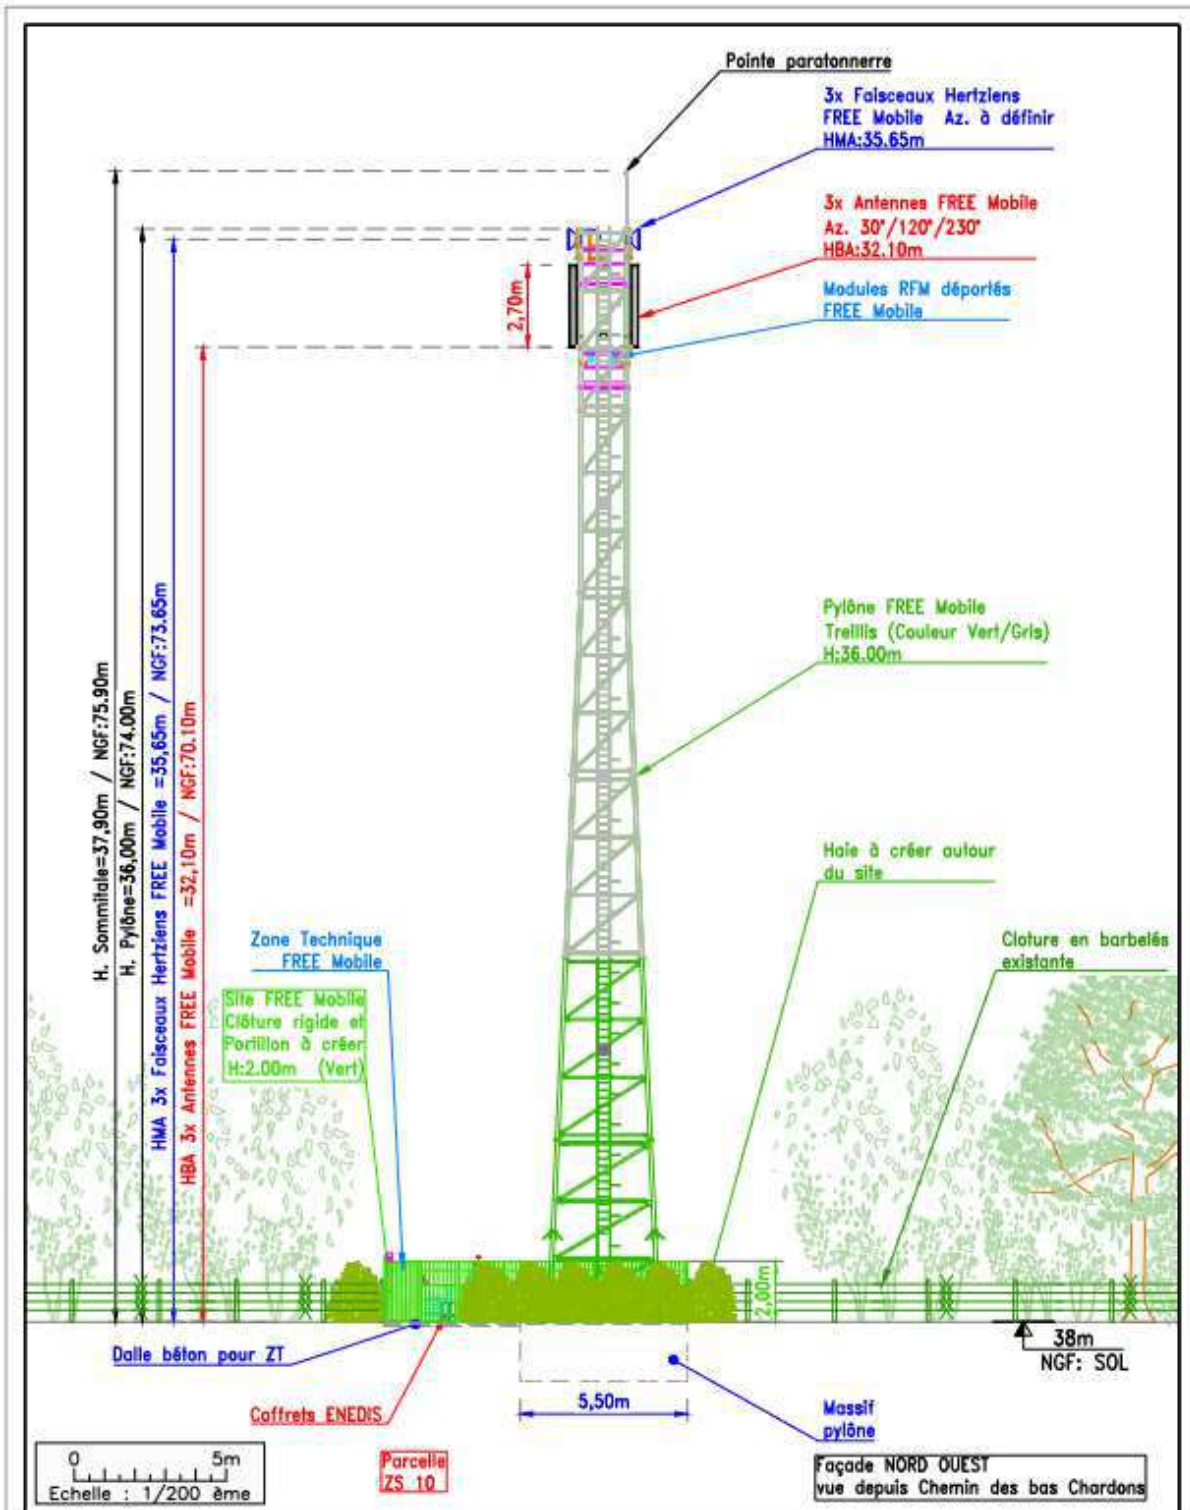 Pointe paratonnerre
3x Faisceaux Hertziens
FREE Mobile Az. à définir
HMA:35.65m
3x Antennes FREE Mobile
Az. 30°/120°/230°
HBA:32.10m
Modules RFM déportés
FREE Mobile
2,70m
H. Sommitale=37,90m / NGF:75.90m
H. Pylône=36,00m / NGF:74.00m
HMA 3x Faisceaux Hertziens FREE Mobile =35,65m / NGF:73.65m
HBA 3x Antennes FREE Mobile =32,10m / NGF:70.10m
Pylône FREE Mobile
Treillis (Couleur Vert/Gris)
H:36.00m
Haie à créer autour
du site
Cloture en barbelés
existante
Zone Technique
FREE Mobile
Site FREE Mobile
Clôture rigide et
Portillon à créer
H:2.00m (Vert)
2,00m
38m
NGF: SOL
Dalle béton pour ZT
Coffrets ENEDIS
5,50m
Massif
pylône
0 5m
Echelle : 1/200 ème
Parcelle
ZS 10
Façade NORD OUEST
vue depuis Chemin des bas Chardons